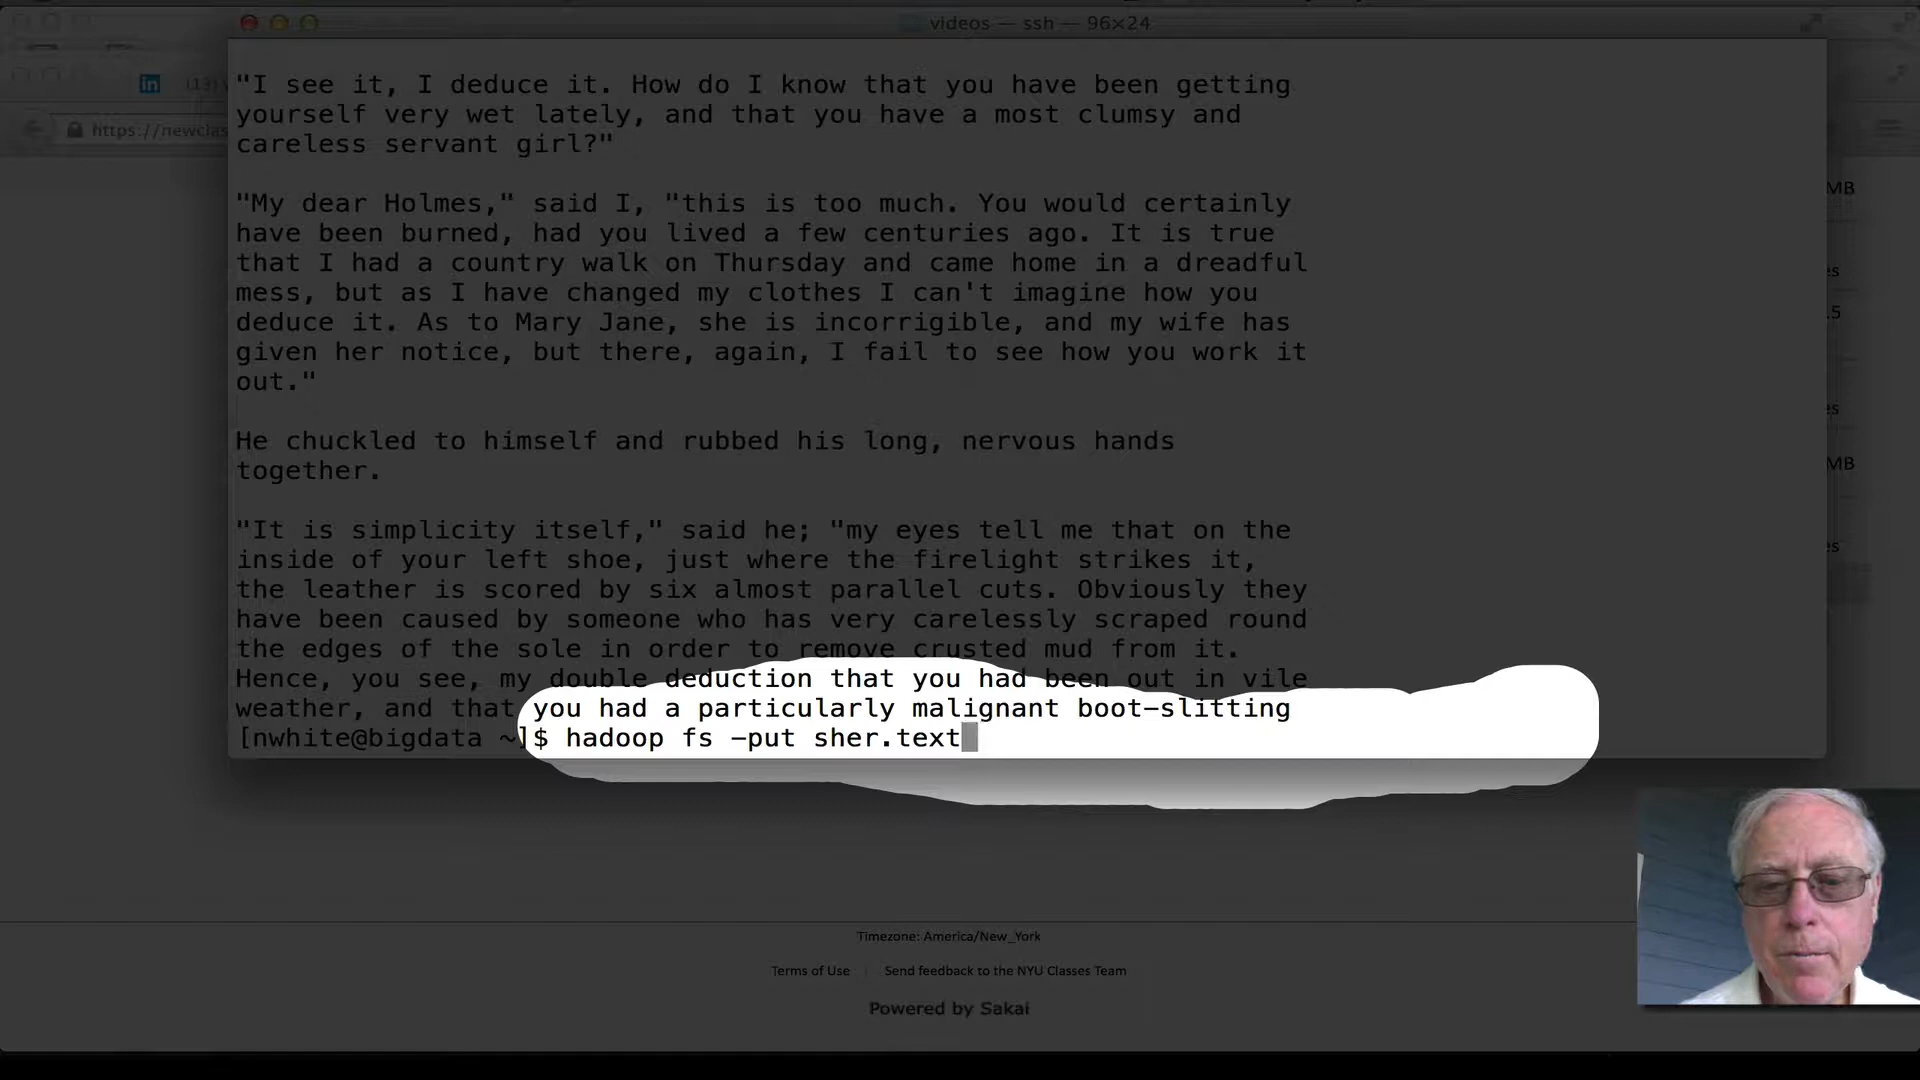 videos — ssh — 96×24
https://newclas
"I see it, I deduce it. How do I know that you have been getting
yourself very wet lately, and that you have a most clumsy and
careless servant girl?"
"My dear Holmes," said I, "this is too much. You would certainly
have been burned, had you lived a few centuries ago. It is true
that I had a country walk on Thursday and came home in a dreadful
mess, but as I have changed my clothes I can't imagine how you
deduce it. As to Mary Jane, she is incorrigible, and my wife has
given her notice, but there, again, I fail to see how you work it
out."
He chuckled to himself and rubbed his long, nervous hands
together.
"It is simplicity itself," said he; "my eyes tell me that on the
inside of your left shoe, just where the firelight strikes it,
the leather is scored by six almost parallel cuts. Obviously they
have been caused by someone who has very carelessly scraped round
the edges of the sole in order to remove crusted mud from it.
Hence, you see, my double deduction that you had been out in vile
weather, and that you had a particularly malignant boot-slitting
[nwhite@bigdata ~]$ hadoop fs -put sher.text
in
(13)
MB
es
.5
es
MB
es
Timezone: America/New_York
Terms of Use
Send feedback to the NYU Classes Team
Powered by Sakai